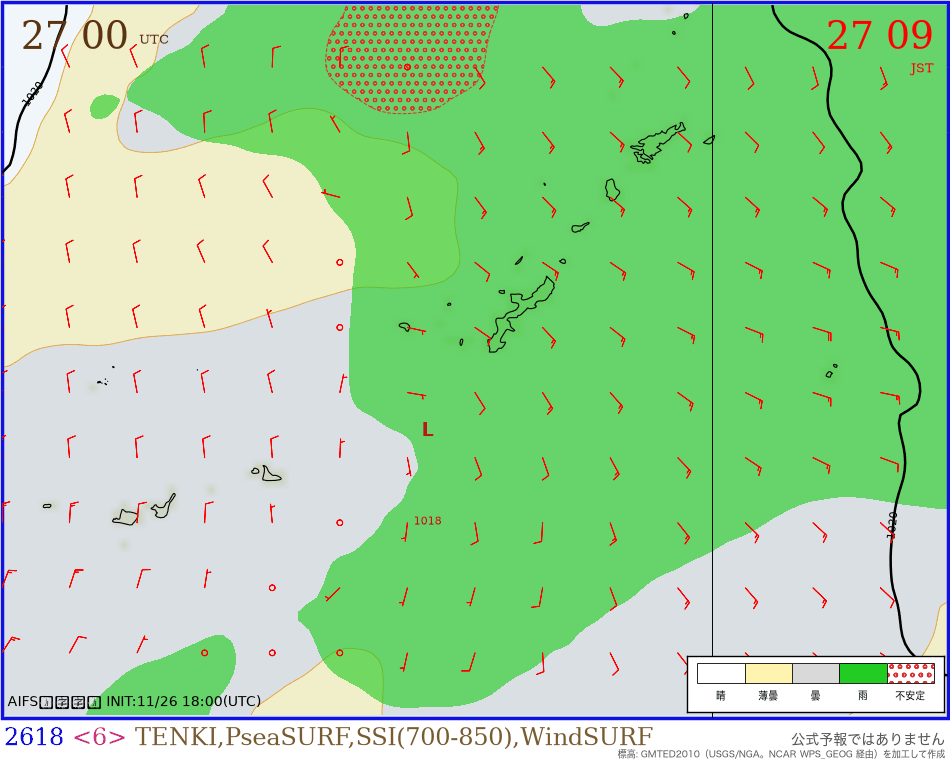 27 00 UTC
27 09
JST
1020
L
1018
1020
AIFS INIT:11/26 18:00(UTC)
晴 薄曇 曇 雨 不安定
2618 <6> TENKI,PseaSURF,SSI(700-850),WindSURF
公式予報ではありません
標高: GMTED2010（USGS/NGA。NCAR WPS_GEOG 経由）を加工して作成